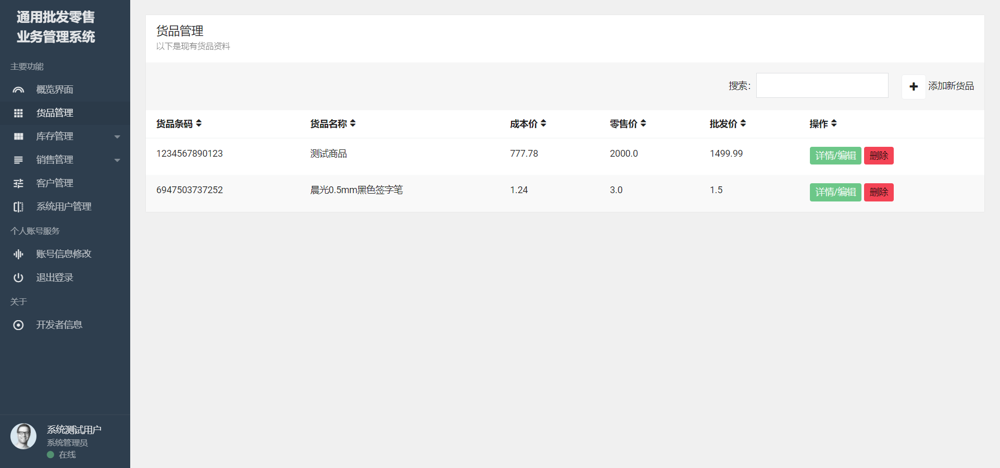 通用批发零售
业务管理系统
主要功能
概览界面
货品管理
库存管理
销售管理
客户管理
系统用户管理
个人账号服务
账号信息修改
退出登录
关于
开发者信息
系统测试用户
系统管理员
在线
货品管理
以下是现有货品资料
搜索: 添加新货品
货品条码 货品名称 成本价 零售价 批发价 操作
1234567890123 测试商品 777.78 2000.0 1499.99 详情/编辑 删除
6947503737252 晨光0.5mm黑色签字笔 1.24 3.0 1.5 详情/编辑 删除